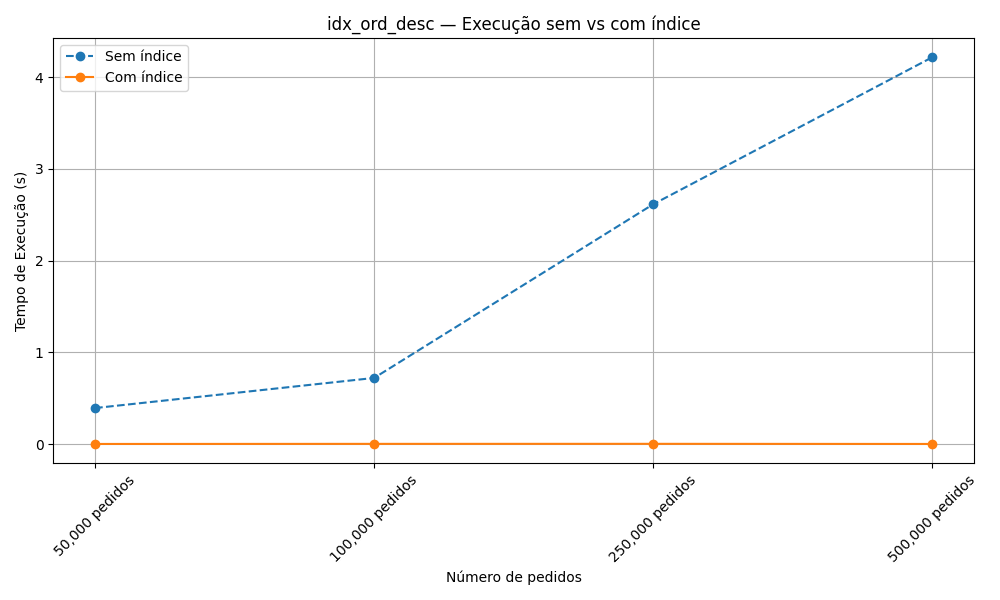 idx_ord_desc — Execução sem vs com índice
Sem índice
Com índice
Tempo de Execução (s)
4
3
2
1
0
50,000 pedidos
100,000 pedidos
250,000 pedidos
500,000 pedidos
Número de pedidos